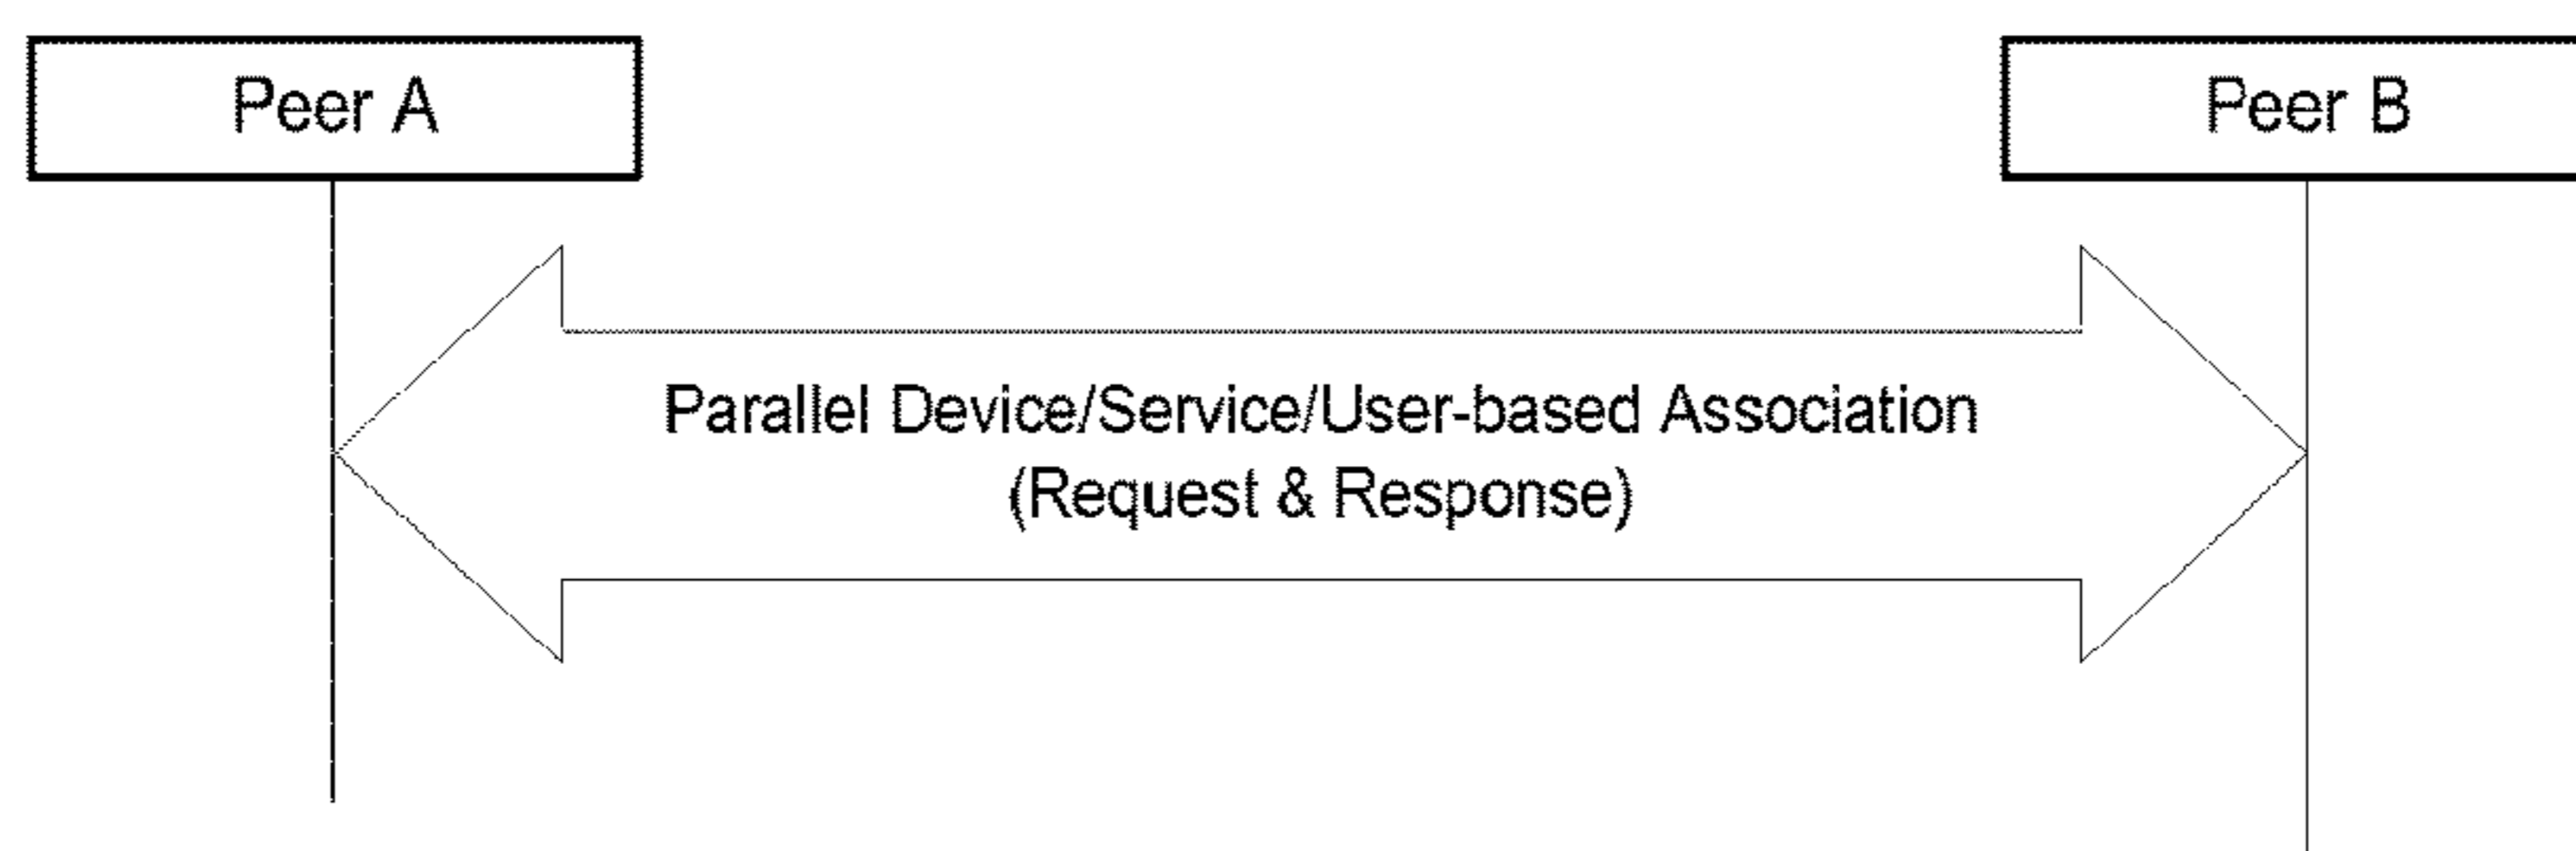 Peer A
Peer B
Parallel Device/Service/User-based Association
(Request & Response)